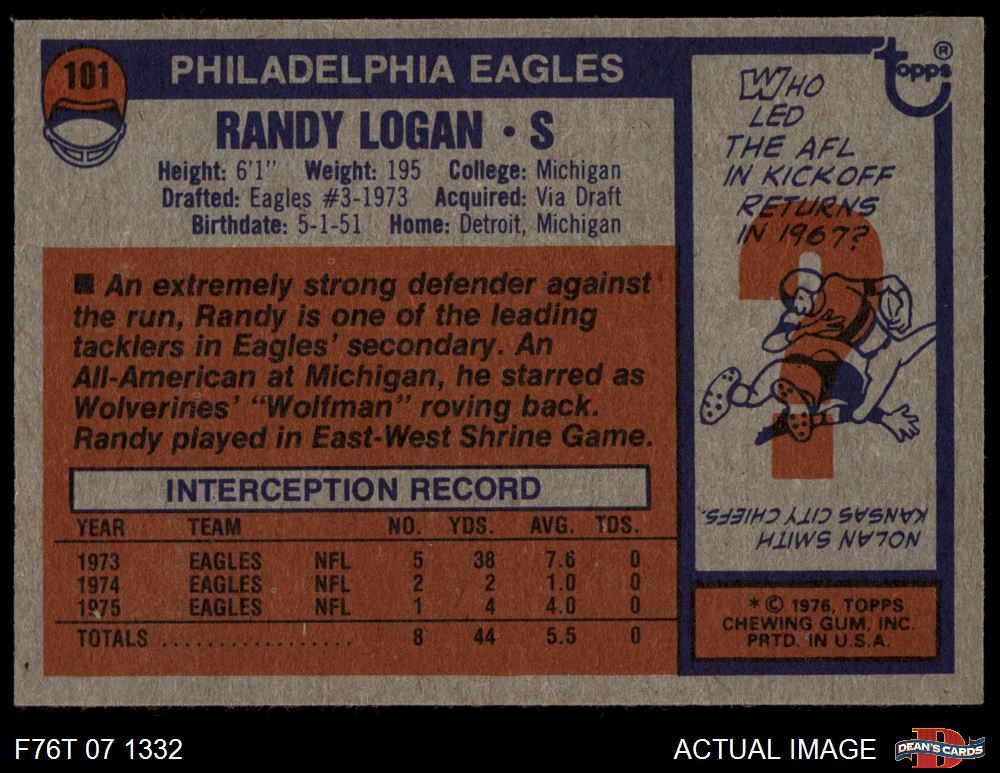 101
PHILADELPHIA EAGLES
RANDY LOGAN · S
Height: 6'1" Weight: 195 College: Michigan
Drafted: Eagles #3-1973 Acquired: Via Draft
Birthdate: 5-1-51 Home: Detroit, Michigan
■ An extremely strong defender against
the run, Randy is one of the leading
tacklers in Eagles' secondary. An
All-American at Michigan, he starred as
Wolverines' "Wolfman" roving back.
Randy played in East-West Shrine Game.
INTERCEPTION RECORD
YEAR TEAM NO. YDS. AVG. TDS.
1973 EAGLES NFL 5 38 7.6 0
1974 EAGLES NFL 2 2 1.0 0
1975 EAGLES NFL 1 4 4.0 0
TOTALS .................. 8 44 5.5 0
topps®
WHO
LED
THE AFL
IN KICKOFF
RETURNS
IN 1967?
?
NOLAN SMITH
KANSAS CITY CHIEFS.
* © 1976, TOPPS
CHEWING GUM, INC.
PRTD. IN U.S.A.
F76T 07 1332
ACTUAL IMAGE
D
DEAN'S CARDS